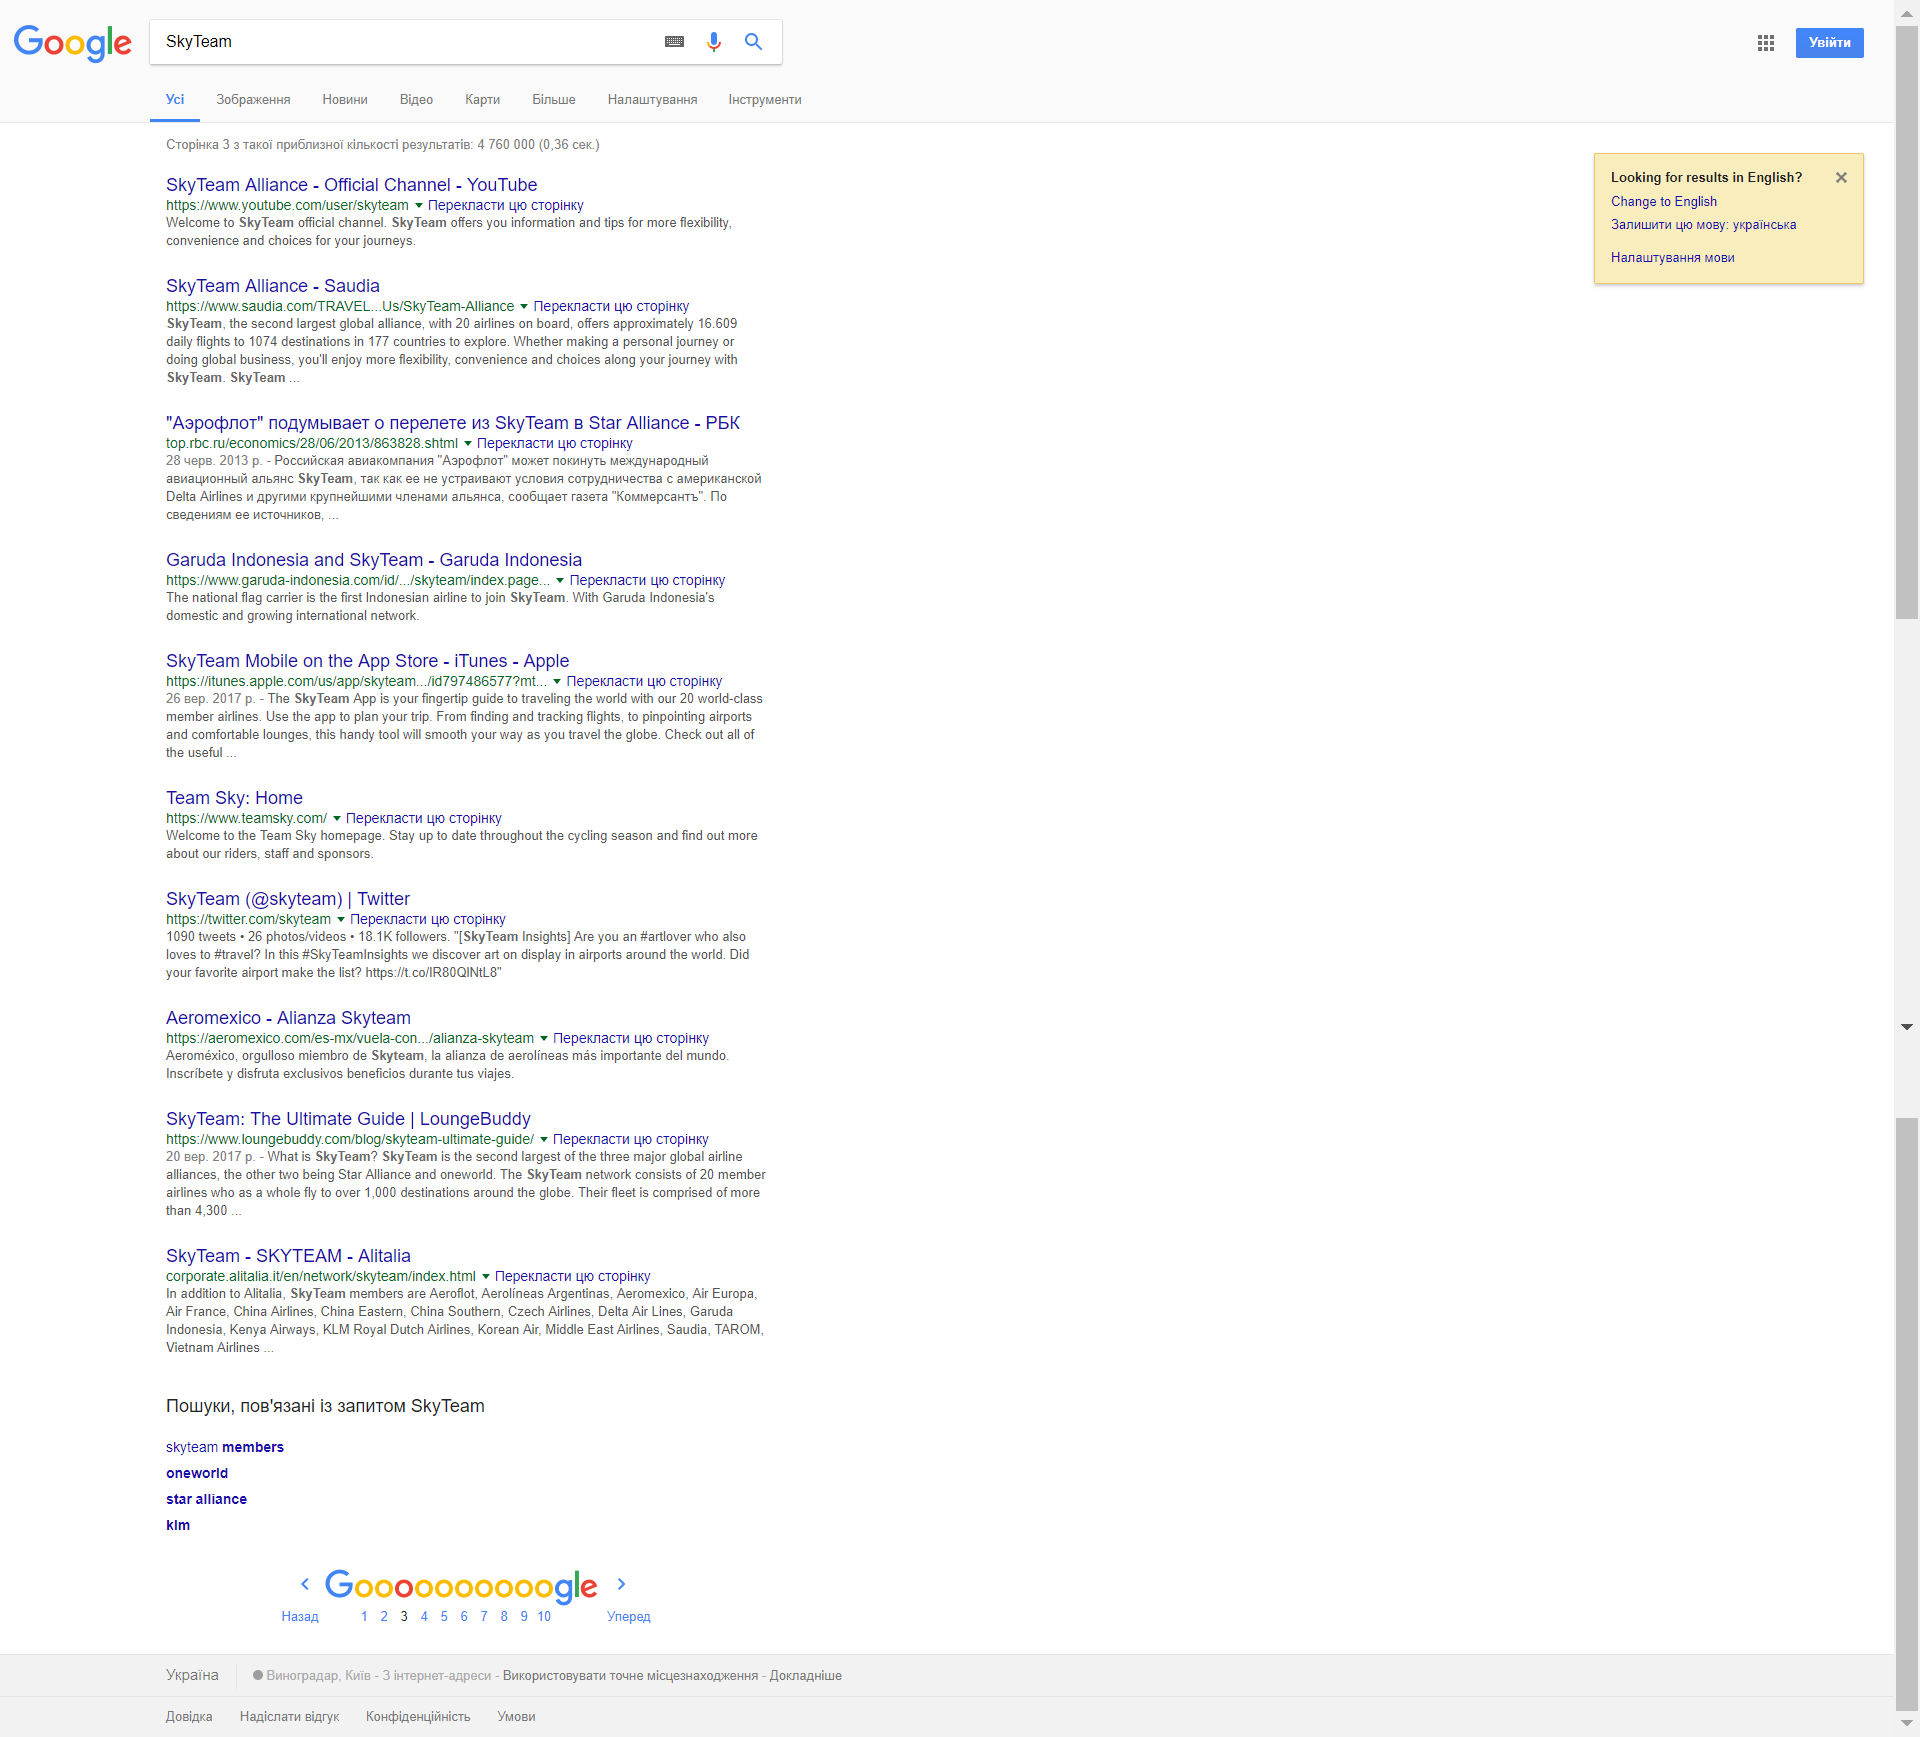 Google
SkyTeam
Увійти
Усі Зображення Новини Відео Карти Більше Налаштування Інструменти
Сторінка 3 з такої приблизної кількості результатів: 4 760 000 (0,36 сек.)
Looking for results in English?
Change to English
Залишити цю мову: українська
Налаштування мови
SkyTeam Alliance - Official Channel - YouTube
https://www.youtube.com/user/skyteam Перекласти цю сторінку
Welcome to SkyTeam official channel. SkyTeam offers you information and tips for more flexibility,
convenience and choices for your journeys.
SkyTeam Alliance - Saudia
https://www.saudia.com/TRAVEL...Us/SkyTeam-Alliance Перекласти цю сторінку
SkyTeam, the second largest global alliance, with 20 airlines on board, offers approximately 16.609
daily flights to 1074 destinations in 177 countries to explore. Whether making a personal journey or
doing global business, you'll enjoy more flexibility, convenience and choices along your journey with
SkyTeam. SkyTeam ...
"Аэрофлот" подумывает о перелете из SkyTeam в Star Alliance - РБК
top.rbc.ru/economics/28/06/2013/863828.shtml Перекласти цю сторінку
28 черв. 2013 р. - Российская авиакомпания "Аэрофлот" может покинуть международный
авиационный альянс SkyTeam, так как ее не устраивают условия сотрудничества с американской
Delta Airlines и другими крупнейшими членами альянса, сообщает газета "Коммерсантъ". По
сведениям ее источников, ...
Garuda Indonesia and SkyTeam - Garuda Indonesia
https://www.garuda-indonesia.com/id/.../skyteam/index.page... Перекласти цю сторінку
The national flag carrier is the first Indonesian airline to join SkyTeam. With Garuda Indonesia's
domestic and growing international network.
SkyTeam Mobile on the App Store - iTunes - Apple
https://itunes.apple.com/us/app/skyteam.../id797486577?mt... Перекласти цю сторінку
26 вер. 2017 р. - The SkyTeam App is your fingertip guide to traveling the world with our 20 world-class
member airlines. Use the app to plan your trip. From finding and tracking flights, to pinpointing airports
and comfortable lounges, this handy tool will smooth your way as you travel the globe. Check out all of
the useful ...
Team Sky: Home
https://www.teamsky.com/ Перекласти цю сторінку
Welcome to the Team Sky homepage. Stay up to date throughout the cycling season and find out more
about our riders, staff and sponsors.
SkyTeam (@skyteam) | Twitter
https://twitter.com/skyteam Перекласти цю сторінку
1090 tweets • 26 photos/videos • 18.1K followers. "[SkyTeam Insights] Are you an #artlover who also
loves to #travel? In this #SkyTeamInsights we discover art on display in airports around the world. Did
your favorite airport make the list? https://t.co/IR80QlNtL8"
Aeromexico - Alianza Skyteam
https://aeromexico.com/es-mx/vuela-con.../alianza-skyteam Перекласти цю сторінку
Aeroméxico, orgulloso miembro de Skyteam, la alianza de aerolíneas más importante del mundo.
Inscríbete y disfruta exclusivos beneficios durante tus viajes.
SkyTeam: The Ultimate Guide | LoungeBuddy
https://www.loungebuddy.com/blog/skyteam-ultimate-guide/ Перекласти цю сторінку
20 вер. 2017 р. - What is SkyTeam? SkyTeam is the second largest of the three major global airline
alliances, the other two being Star Alliance and oneworld. The SkyTeam network consists of 20 member
airlines who as a whole fly to over 1,000 destinations around the globe. Their fleet is comprised of more
than 4,300 ...
SkyTeam - SKYTEAM - Alitalia
corporate.alitalia.it/en/network/skyteam/index.html Перекласти цю сторінку
In addition to Alitalia, SkyTeam members are Aeroflot, Aerolíneas Argentinas, Aeromexico, Air Europa,
Air France, China Airlines, China Eastern, China Southern, Czech Airlines, Delta Air Lines, Garuda
Indonesia, Kenya Airways, KLM Royal Dutch Airlines, Korean Air, Middle East Airlines, Saudia, TAROM,
Vietnam Airlines ...
Пошуки, пов'язані із запитом SkyTeam
skyteam members
oneworld
star alliance
klm
Goooooooooogle
Назад 1 2 3 4 5 6 7 8 9 10 Уперед
Україна Виноградар, Київ - З інтернет-адреси - Використовувати точне місцезнаходження - Докладніше
Довідка Надіслати відгук Конфіденційність Умови